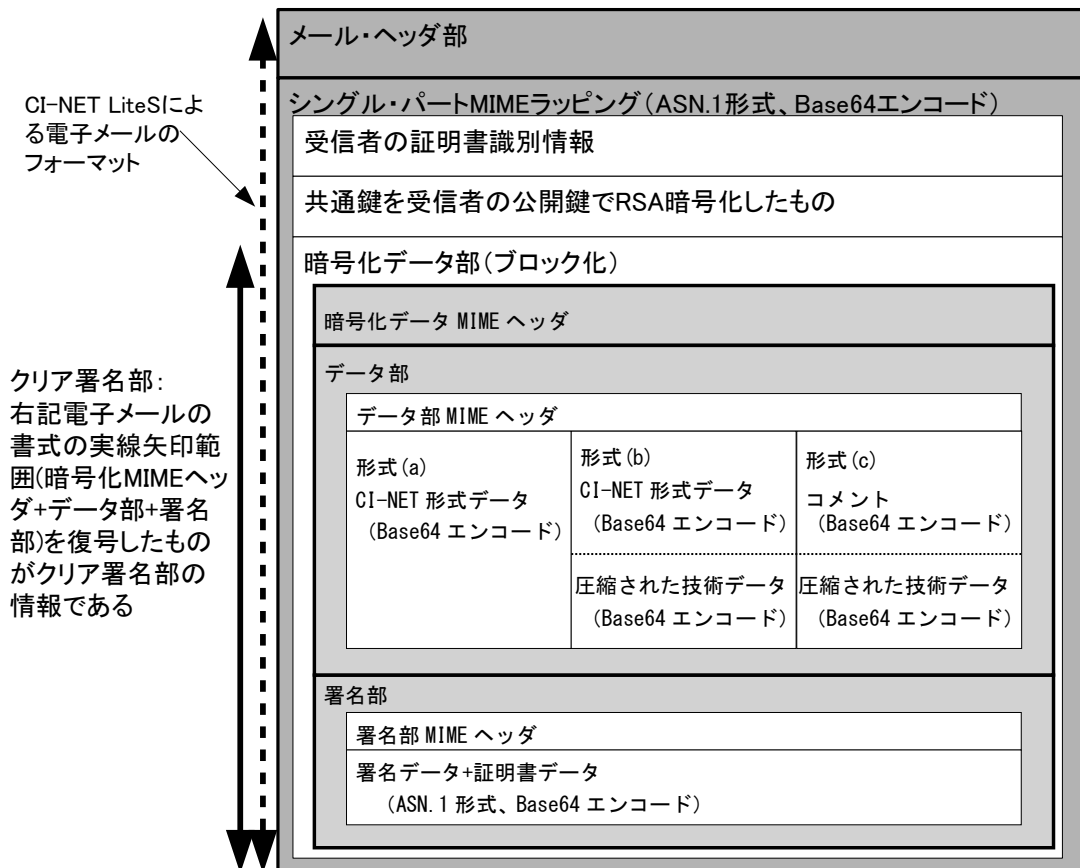 メール・ヘッダ部
CI-NET LiteSによ
る電子メールの
フォーマット
シングル・パートMIMEラッピング(ASN.1形式、Base64エンコード)
受信者の証明書識別情報
共通鍵を受信者の公開鍵でRSA暗号化したもの
暗号化データ部(ブロック化)
暗号化データ MIME ヘッダ
クリア署名部:
右記電子メールの
書式の実線矢印範
囲(暗号化MIMEヘッ
ダ+データ部+署名
部)を復号したもの
がクリア署名部の
情報である
データ部
データ部 MIME ヘッダ
形式(a)
CI-NET 形式データ
(Base64 エンコード)
形式(b)
CI-NET 形式データ
(Base64 エンコード)
圧縮された技術データ
(Base64 エンコード)
形式(c)
コメント
(Base64 エンコード)
圧縮された技術データ
(Base64 エンコード)
署名部
署名部 MIME ヘッダ
署名データ+証明書データ
(ASN.1 形式、Base64 エンコード)